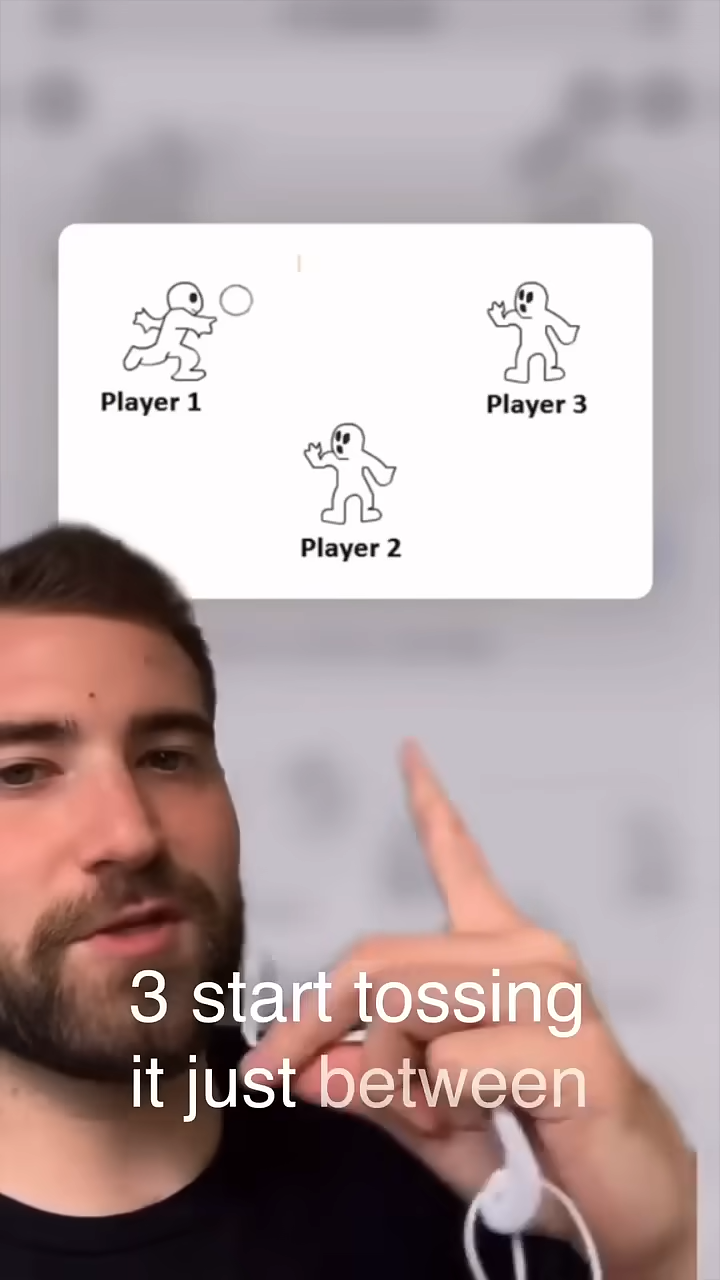 Player 1
Player 3
Player 2
3 start tossing
it just between